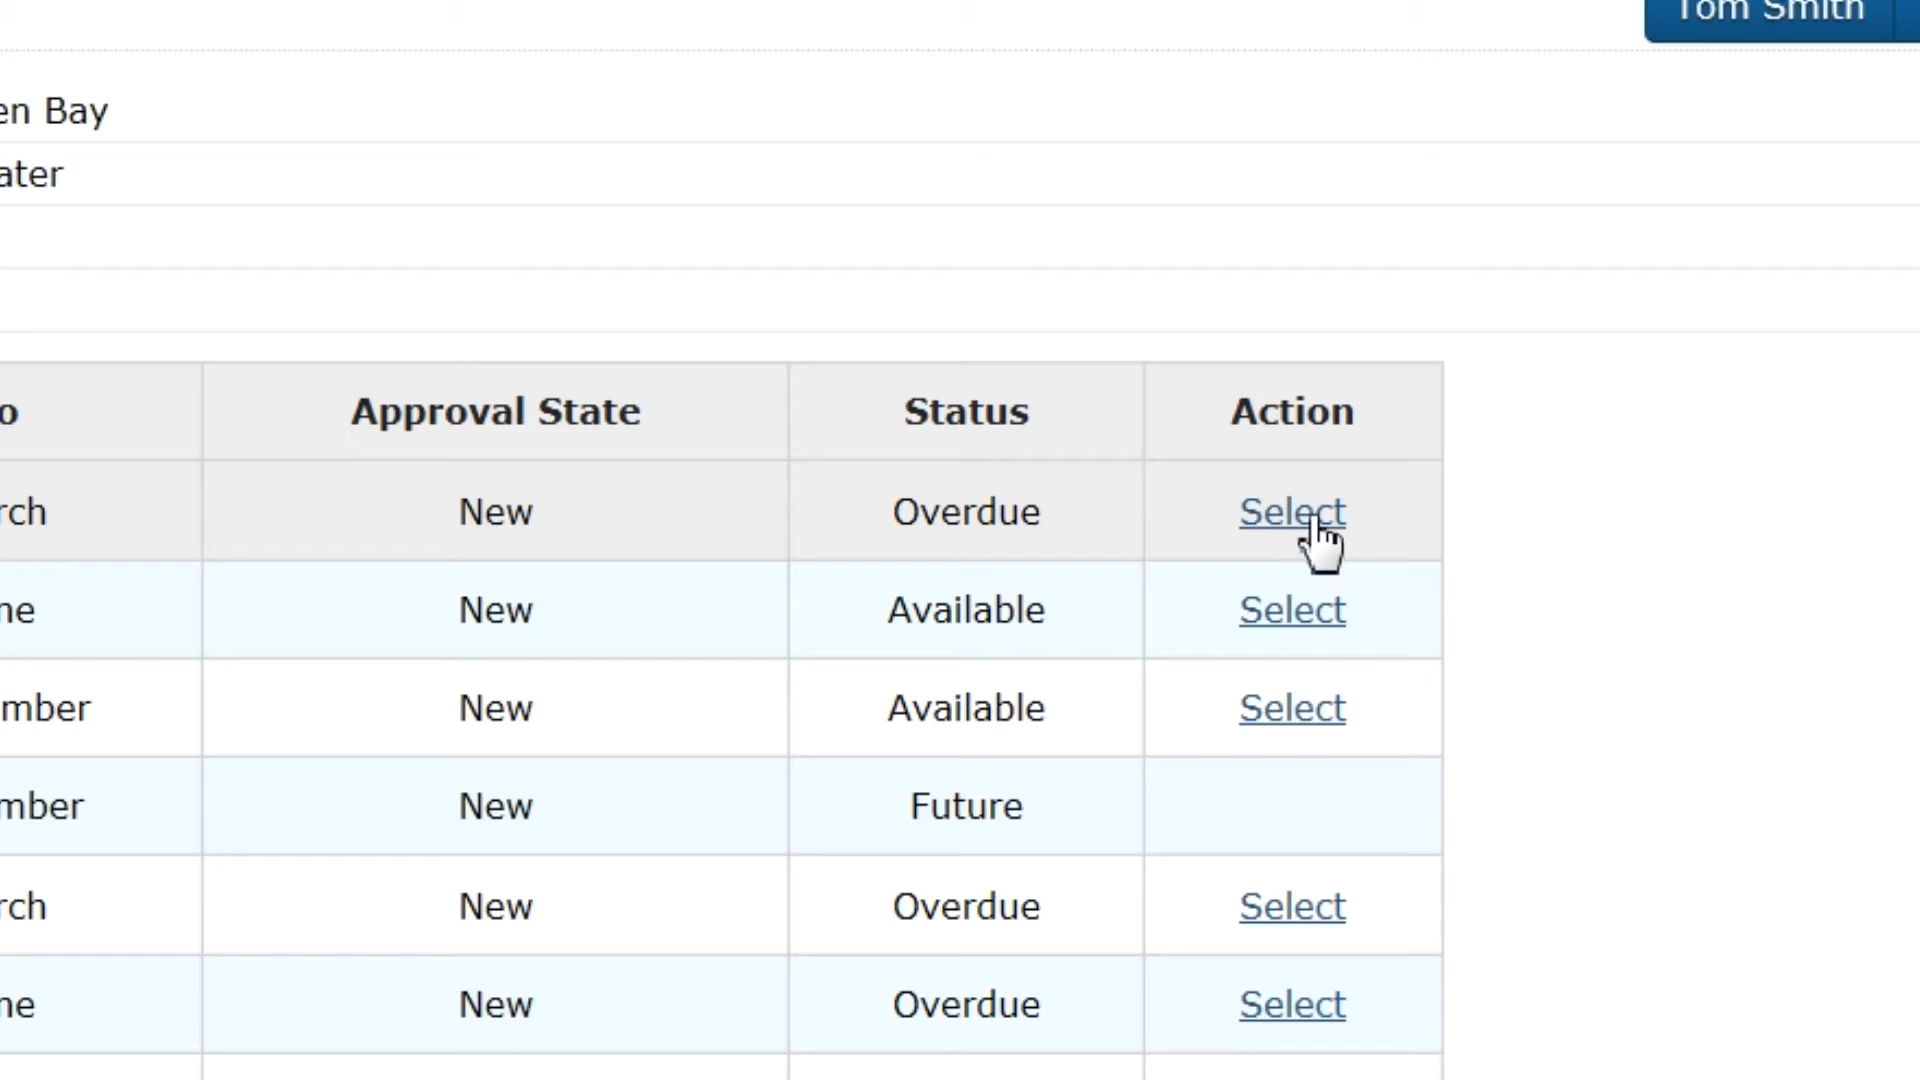 Tom Smith
en Bay
ater
o Approval State Status Action
rch New Overdue Select
ne New Available Select
mber New Available Select
mber New Future
rch New Overdue Select
ne New Overdue Select